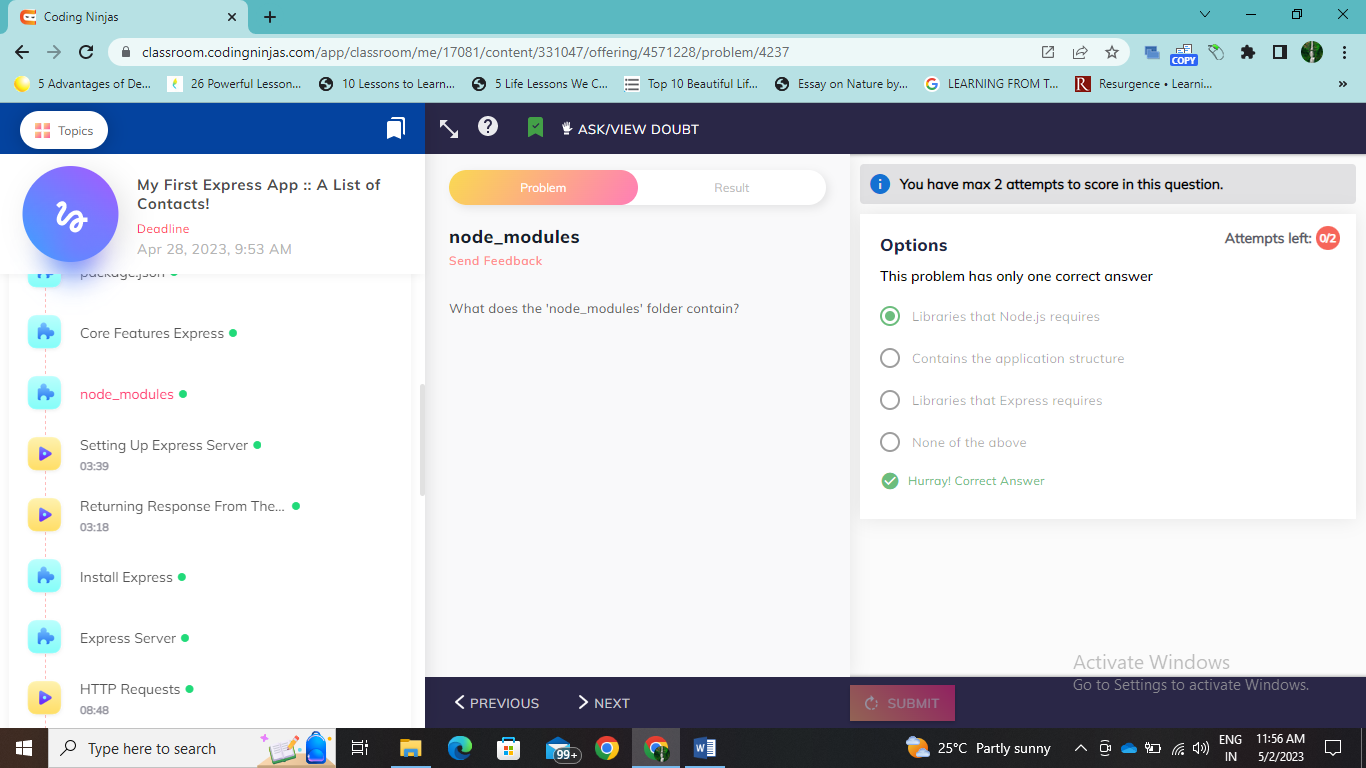 Coding Ninjas
classroom.codingninjas.com/app/classroom/me/17081/content/331047/offering/4571228/problem/4237
COPY
5 Advantages of De...
26 Powerful Lesson...
10 Lessons to Learn...
5 Life Lessons We C...
Top 10 Beautiful Lif...
Essay on Nature by...
LEARNING FROM T...
Resurgence • Learni...
Topics
ASK/VIEW DOUBT
My First Express App :: A List of
Contacts!
Deadline
Apr 28, 2023, 9:53 AM
package.json
Core Features Express
node_modules
Setting Up Express Server
03:39
Returning Response From The...
03:18
Install Express
Express Server
HTTP Requests
08:48
Problem
Result
node_modules
Send Feedback
What does the 'node_modules' folder contain?
You have max 2 attempts to score in this question.
Options
Attempts left: 0/2
This problem has only one correct answer
Libraries that Node.js requires
Contains the application structure
Libraries that Express requires
None of the above
Hurray! Correct Answer
Activate Windows
Go to Settings to activate Windows.
PREVIOUS
NEXT
SUBMIT
Type here to search
99+
25°C Partly sunny
ENG
IN
11:56 AM
5/2/2023